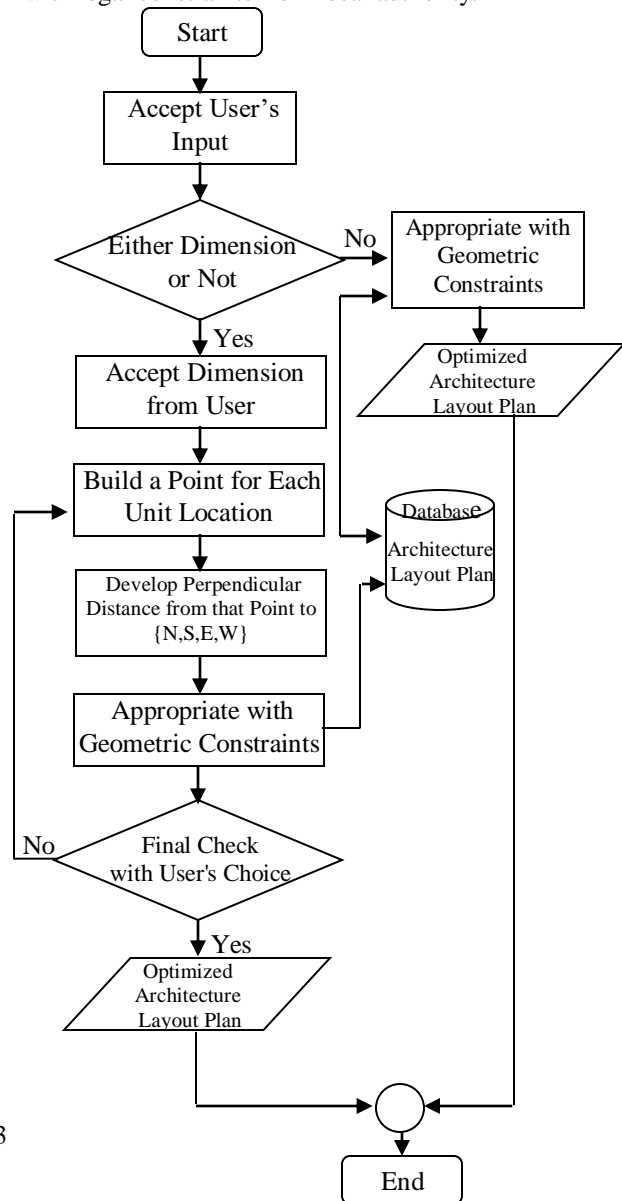 Start
Accept User's
Input
Either Dimension
or Not
No
Appropriate with
Geometric
Constraints
Yes
Optimized
Architecture
Layout Plan
Accept Dimension
from User
Build a Point for Each
Unit Location
Database
Architecture
Layout Plan
Develop Perpendicular
Distance from that Point to
{N,S,E,W}
Appropriate with
Geometric Constraints
No
Final Check
with User's Choice
Yes
Optimized
Architecture
Layout Plan
End